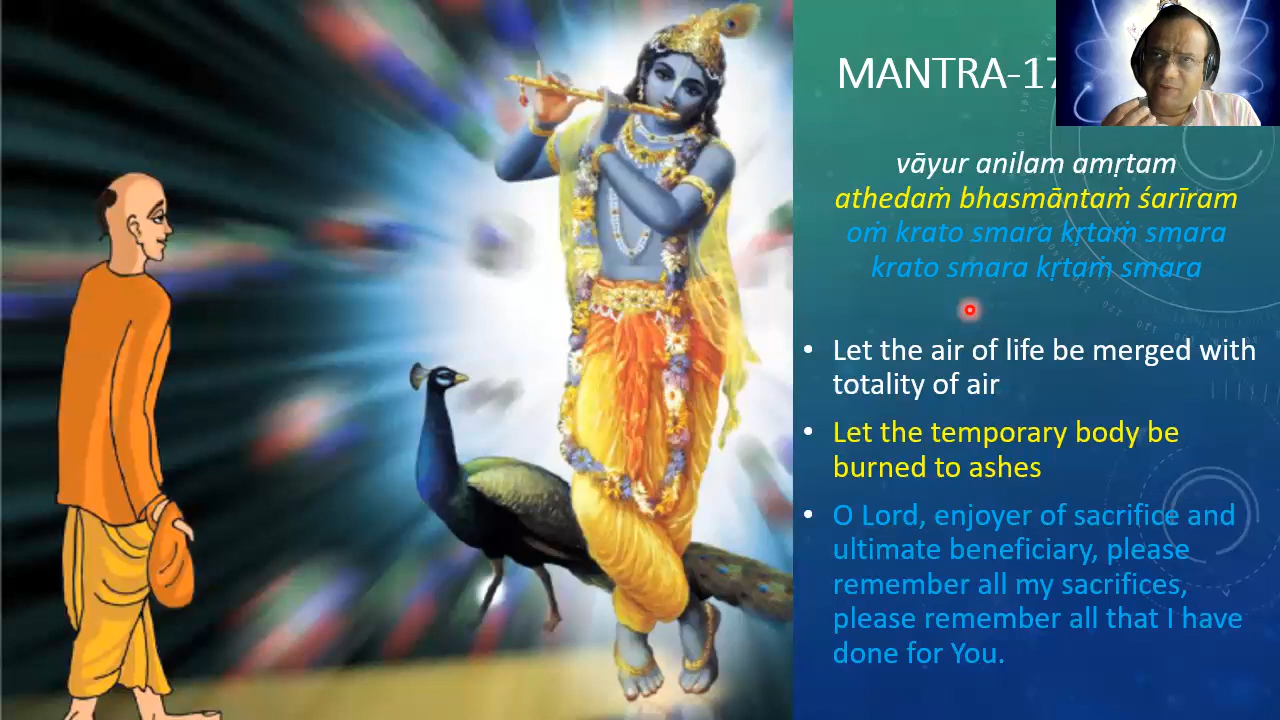 MANTRA-17
vāyur anilam amṛtam
athedaṁ bhasmāntaṁ śarīram
oṁ krato smara kṛtaṁ smara
krato smara kṛtaṁ smara
• Let the air of life be merged with
totality of air
• Let the temporary body be
burned to ashes
• O Lord, enjoyer of sacrifice and
ultimate beneficiary, please
remember all my sacrifices,
please remember all that I have
done for You.